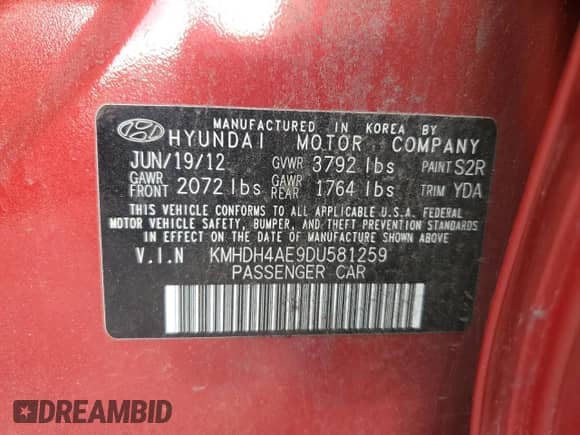 MANUFACTURED IN KOREA BY
HYUNDAI MOTOR COMPANY
JUN/19/12 GVWR 3792 lbs PAINT S2R
GAWR FRONT 2072 lbs GAWR REAR 1764 lbs TRIM YDA
THIS VEHICLE CONFORMS TO ALL APPLICABLE U.S.A. FEDERAL
MOTOR VEHICLE SAFETY, BUMPER, AND THEFT PREVENTION STANDARDS
IN EFFECT ON THE DATE OF MANUFACTURE SHOWN ABOVE.
V.I.N KMHDH4AE9DU581259
PASSENGER CAR
DREAMBID